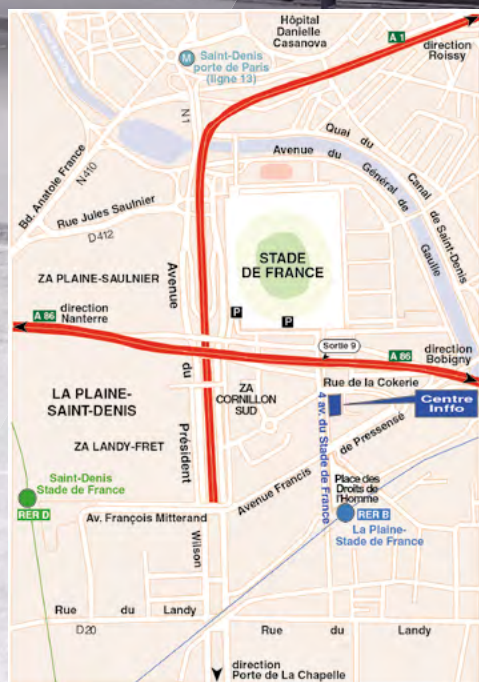 Hôpital
Danielle
Casanova
A 1
direction
Roissy
M
Saint-Denis
porte de Paris
(ligne 13)
N1
Quai du Canal de Saint-Denis
Avenue du Général de Gaulle
Bd. Anatole France
N410
Rue Jules Saulnier
D412
Avenue du Président Wilson
STADE
DE FRANCE
ZA PLAINE-SAULNIER
P
P
A 86
direction
Nanterre
Sortie 9
A 86
direction
Bobigny
Rue de la Cokerie
LA PLAINE-
SAINT-DENIS
ZA
CORNILLON
SUD
Centre
Inffo
4 av. du Stade de France
ZA LANDY-FRET
Avenue Francis de Pressensé
Saint-Denis
Stade de France
RER D
Place des
Droits de
l'Homme
RER B
La Plaine-
Stade de France
Av. François Mitterand
Rue du Landy
D20
Rue du Landy
direction
Porte de La Chapelle